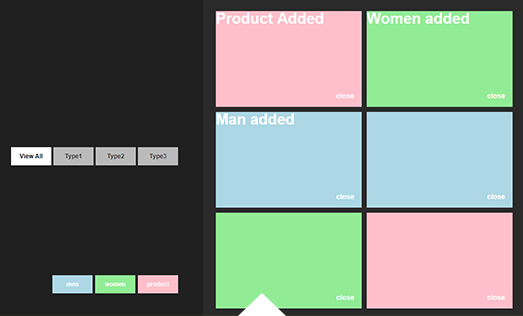 Product Added
Women added
close
close
Man added
close
close
View All
Type1
Type2
Type3
close
close
men
women
product